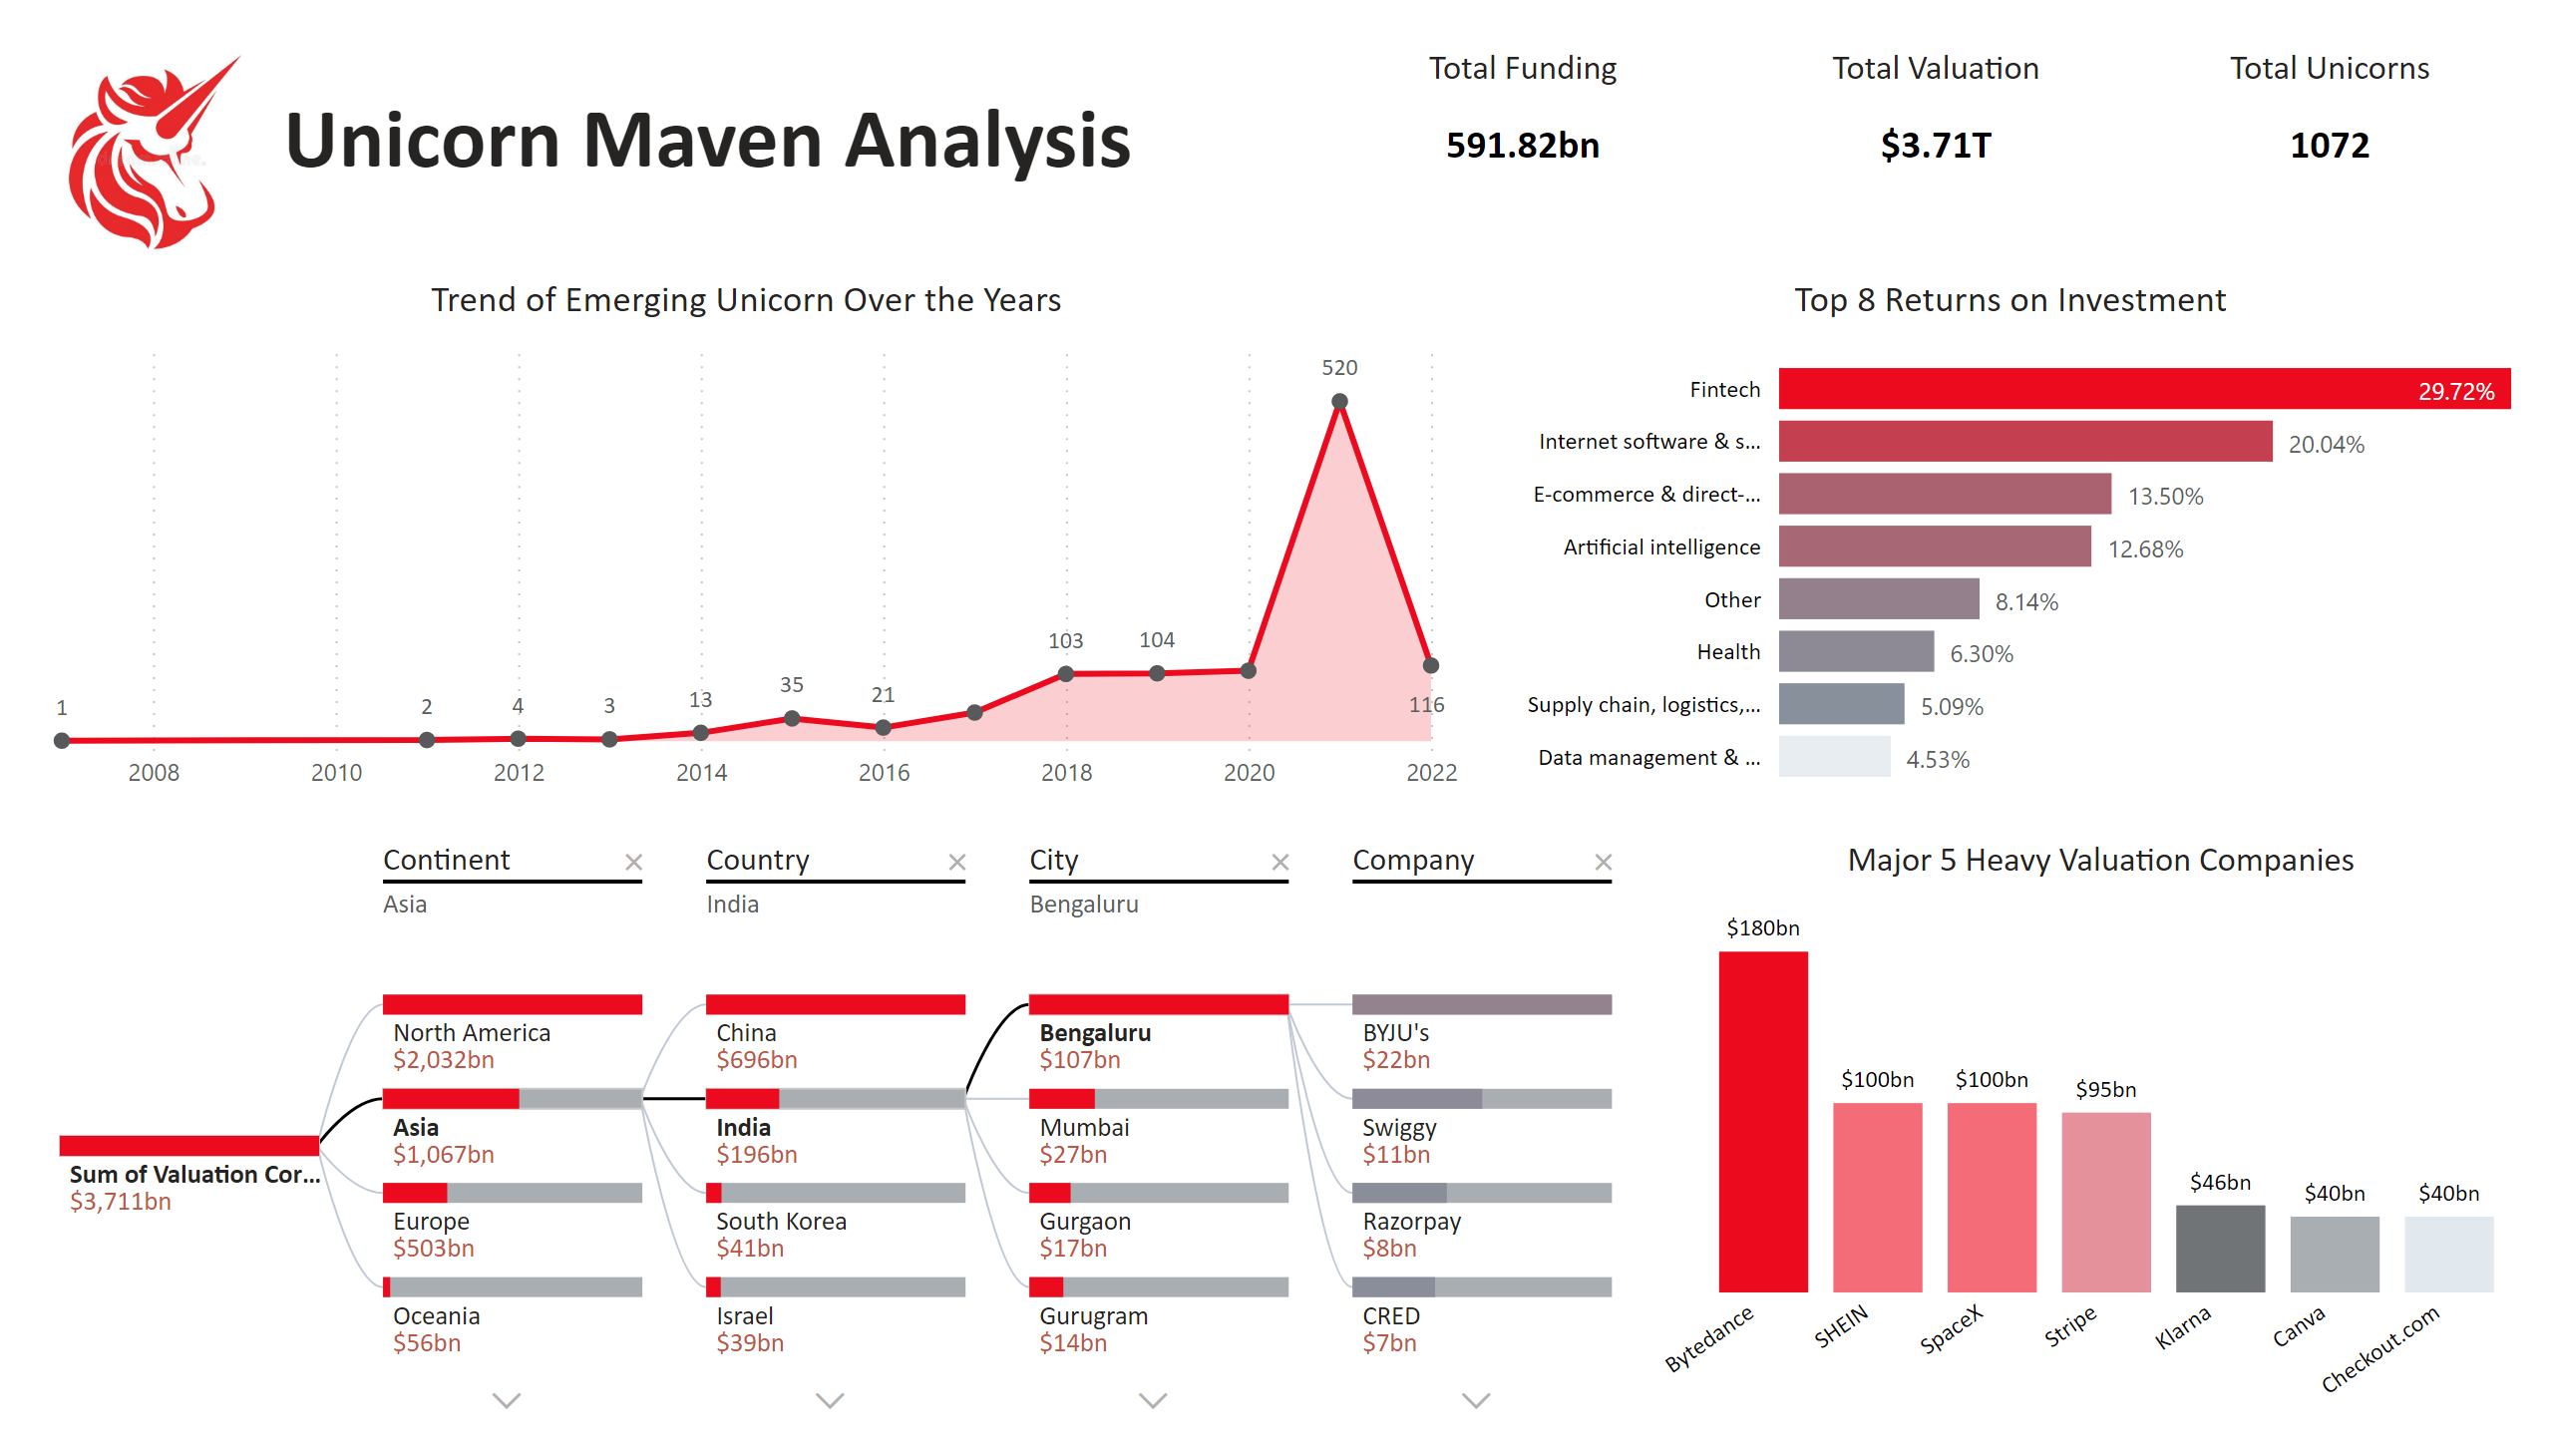 Unicorn Maven Analysis
Total Funding
591.82bn
Total Valuation
$3.71T
Total Unicorns
1072
Trend of Emerging Unicorn Over the Years
1
2
4
3
13
35
21
103
104
520
116
2008
2010
2012
2014
2016
2018
2020
2022
Top 8 Returns on Investment
Fintech
29.72%
Internet software & s...
20.04%
E-commerce & direct-...
13.50%
Artificial intelligence
12.68%
Other
8.14%
Health
6.30%
Supply chain, logistics,...
5.09%
Data management & ...
4.53%
Sum of Valuation Cor...
$3,711bn
Continent
Asia
North America
$2,032bn
Asia
$1,067bn
Europe
$503bn
Oceania
$56bn
Country
India
China
$696bn
India
$196bn
South Korea
$41bn
Israel
$39bn
City
Bengaluru
Bengaluru
$107bn
Mumbai
$27bn
Gurgaon
$17bn
Gurugram
$14bn
Company
BYJU's
$22bn
Swiggy
$11bn
Razorpay
$8bn
CRED
$7bn
Major 5 Heavy Valuation Companies
$180bn
$100bn
$100bn
$95bn
$46bn
$40bn
$40bn
Bytedance
SHEIN
SpaceX
Stripe
Klarna
Canva
Checkout.com